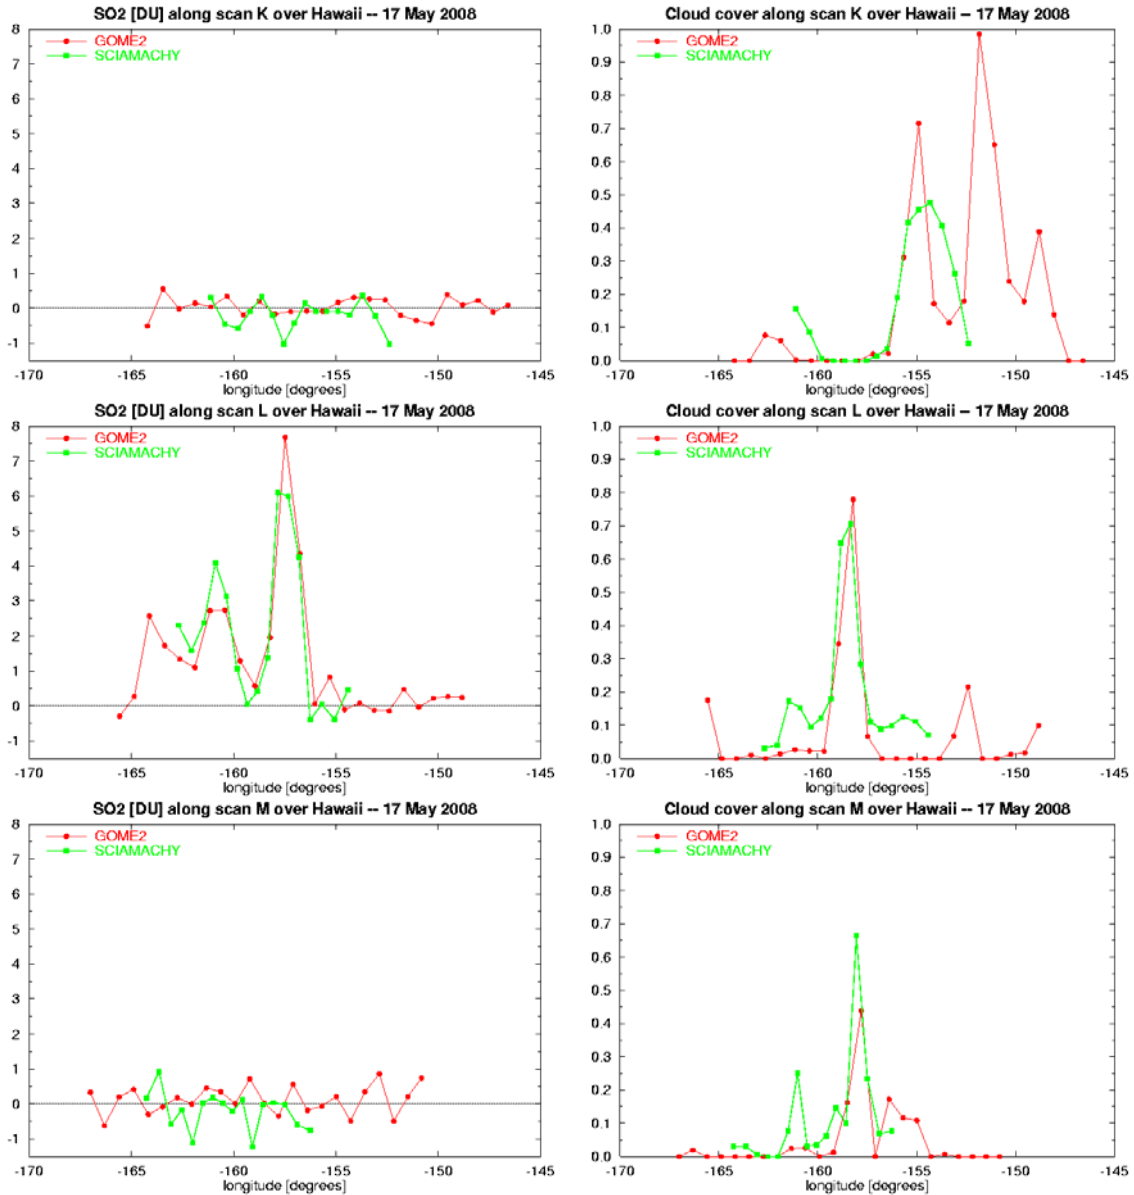 SO2 [DU] along scan K over Hawaii -- 17 May 2008
8
7
6
5
4
3
2
1
0
-1
GOME2
SCIAMACHY
-170 -165 -160 -155 -150 -145
longitude [degrees]
Cloud cover along scan K over Hawaii -- 17 May 2008
1.0
0.9
0.8
0.7
0.6
0.5
0.4
0.3
0.2
0.1
0.0
GOME2
SCIAMACHY
-170 -165 -160 -155 -150 -145
longitude [degrees]
SO2 [DU] along scan L over Hawaii -- 17 May 2008
8
7
6
5
4
3
2
1
0
-1
GOME2
SCIAMACHY
-170 -165 -160 -155 -150 -145
longitude [degrees]
Cloud cover along scan L over Hawaii -- 17 May 2008
1.0
0.9
0.8
0.7
0.6
0.5
0.4
0.3
0.2
0.1
0.0
GOME2
SCIAMACHY
-170 -165 -160 -155 -150 -145
longitude [degrees]
SO2 [DU] along scan M over Hawaii -- 17 May 2008
8
7
6
5
4
3
2
1
0
-1
GOME2
SCIAMACHY
-170 -165 -160 -155 -150 -145
longitude [degrees]
Cloud cover along scan M over Hawaii -- 17 May 2008
1.0
0.9
0.8
0.7
0.6
0.5
0.4
0.3
0.2
0.1
0.0
GOME2
SCIAMACHY
-170 -165 -160 -155 -150 -145
longitude [degrees]